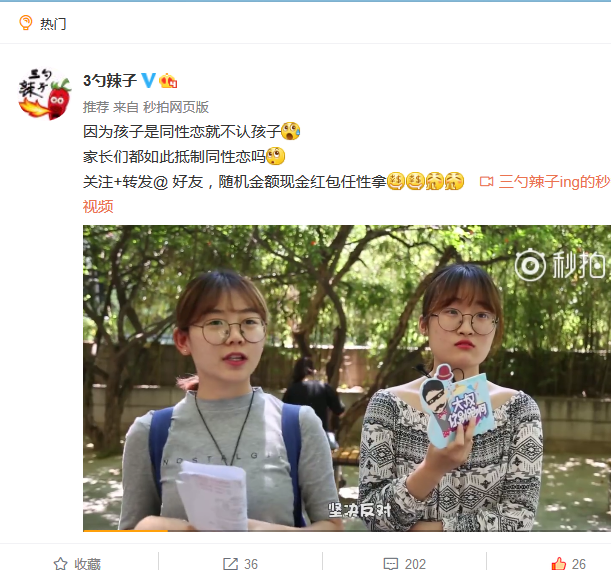 热门
三勺
辣子
3勺辣子
推荐 来自 秒拍网页版
因为孩子是同性恋就不认孩子
家长们都如此抵制同性恋吗
关注+转发@ 好友，随机金额现金红包任性拿 三勺辣子ing的秒
视频
秒拍
大叔
NOSTALG
坚决反对
收藏
36
202
26